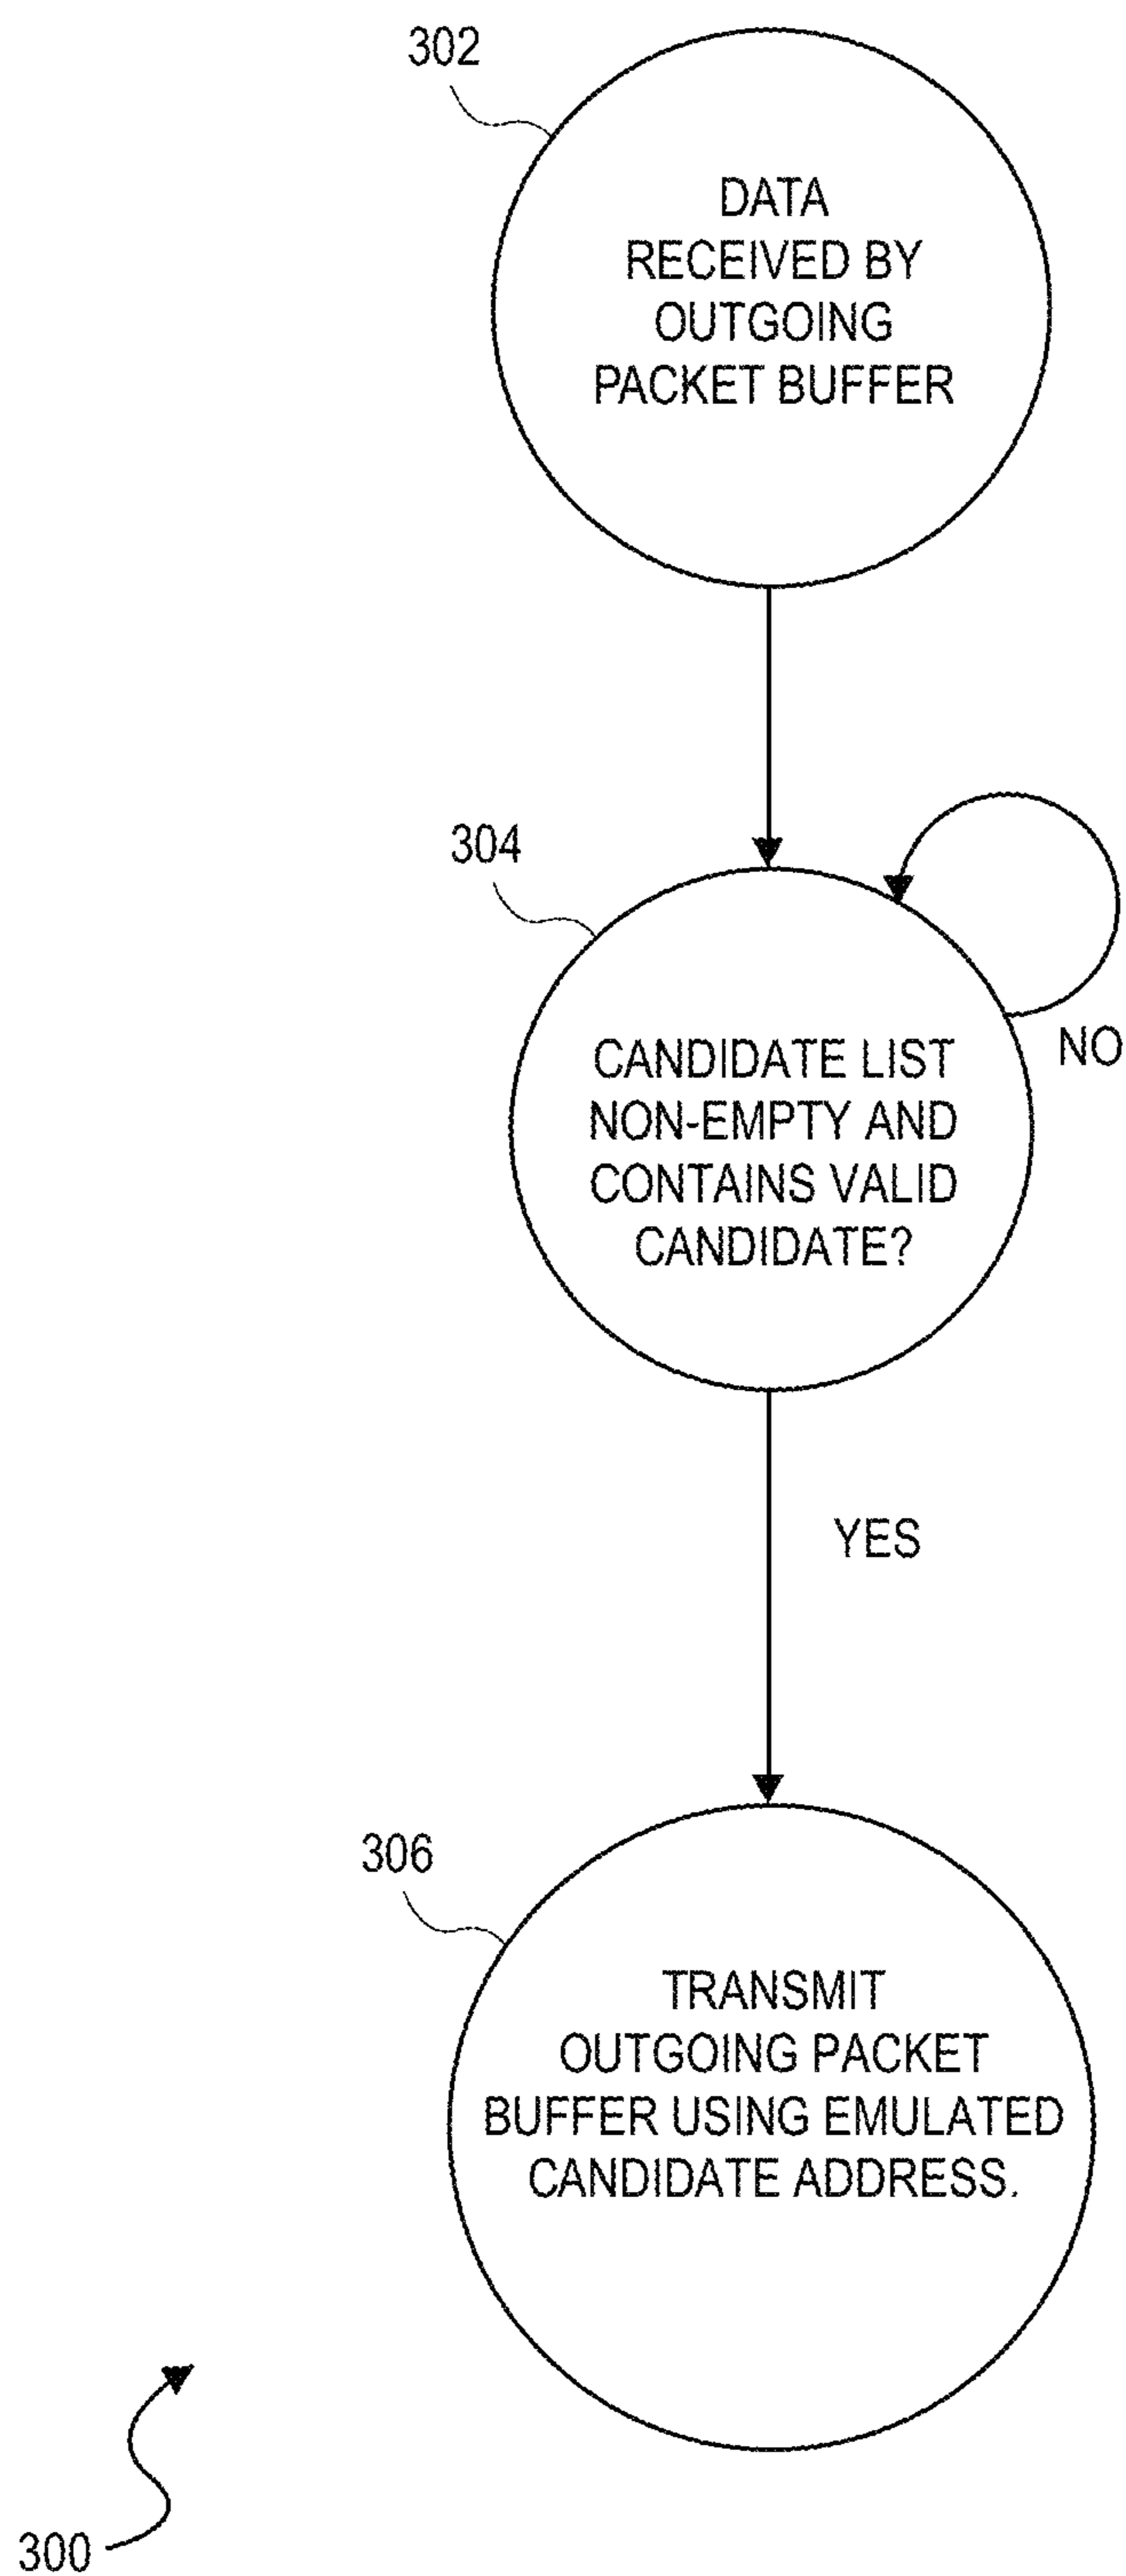 302
DATA
RECEIVED BY
OUTGOING
PACKET BUFFER
304
CANDIDATE LIST
NON-EMPTY AND
CONTAINS VALID
CANDIDATE?
NO
YES
306
TRANSMIT
OUTGOING PACKET
BUFFER USING EMULATED
CANDIDATE ADDRESS.
300